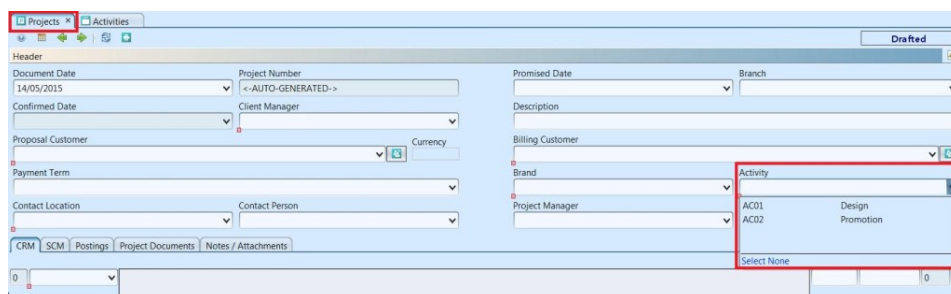 Projects × Activities
Drafted
Header
Document Date Project Number Promised Date Branch
14/05/2015 <-AUTO-GENERATED->
Confirmed Date Client Manager Description
Proposal Customer Currency Billing Customer
Payment Term Brand Activity
AC01 Design
Contact Location Contact Person Project Manager
AC02 Promotion
CRM SCM Postings Project Documents Notes / Attachments
Select None
0 0